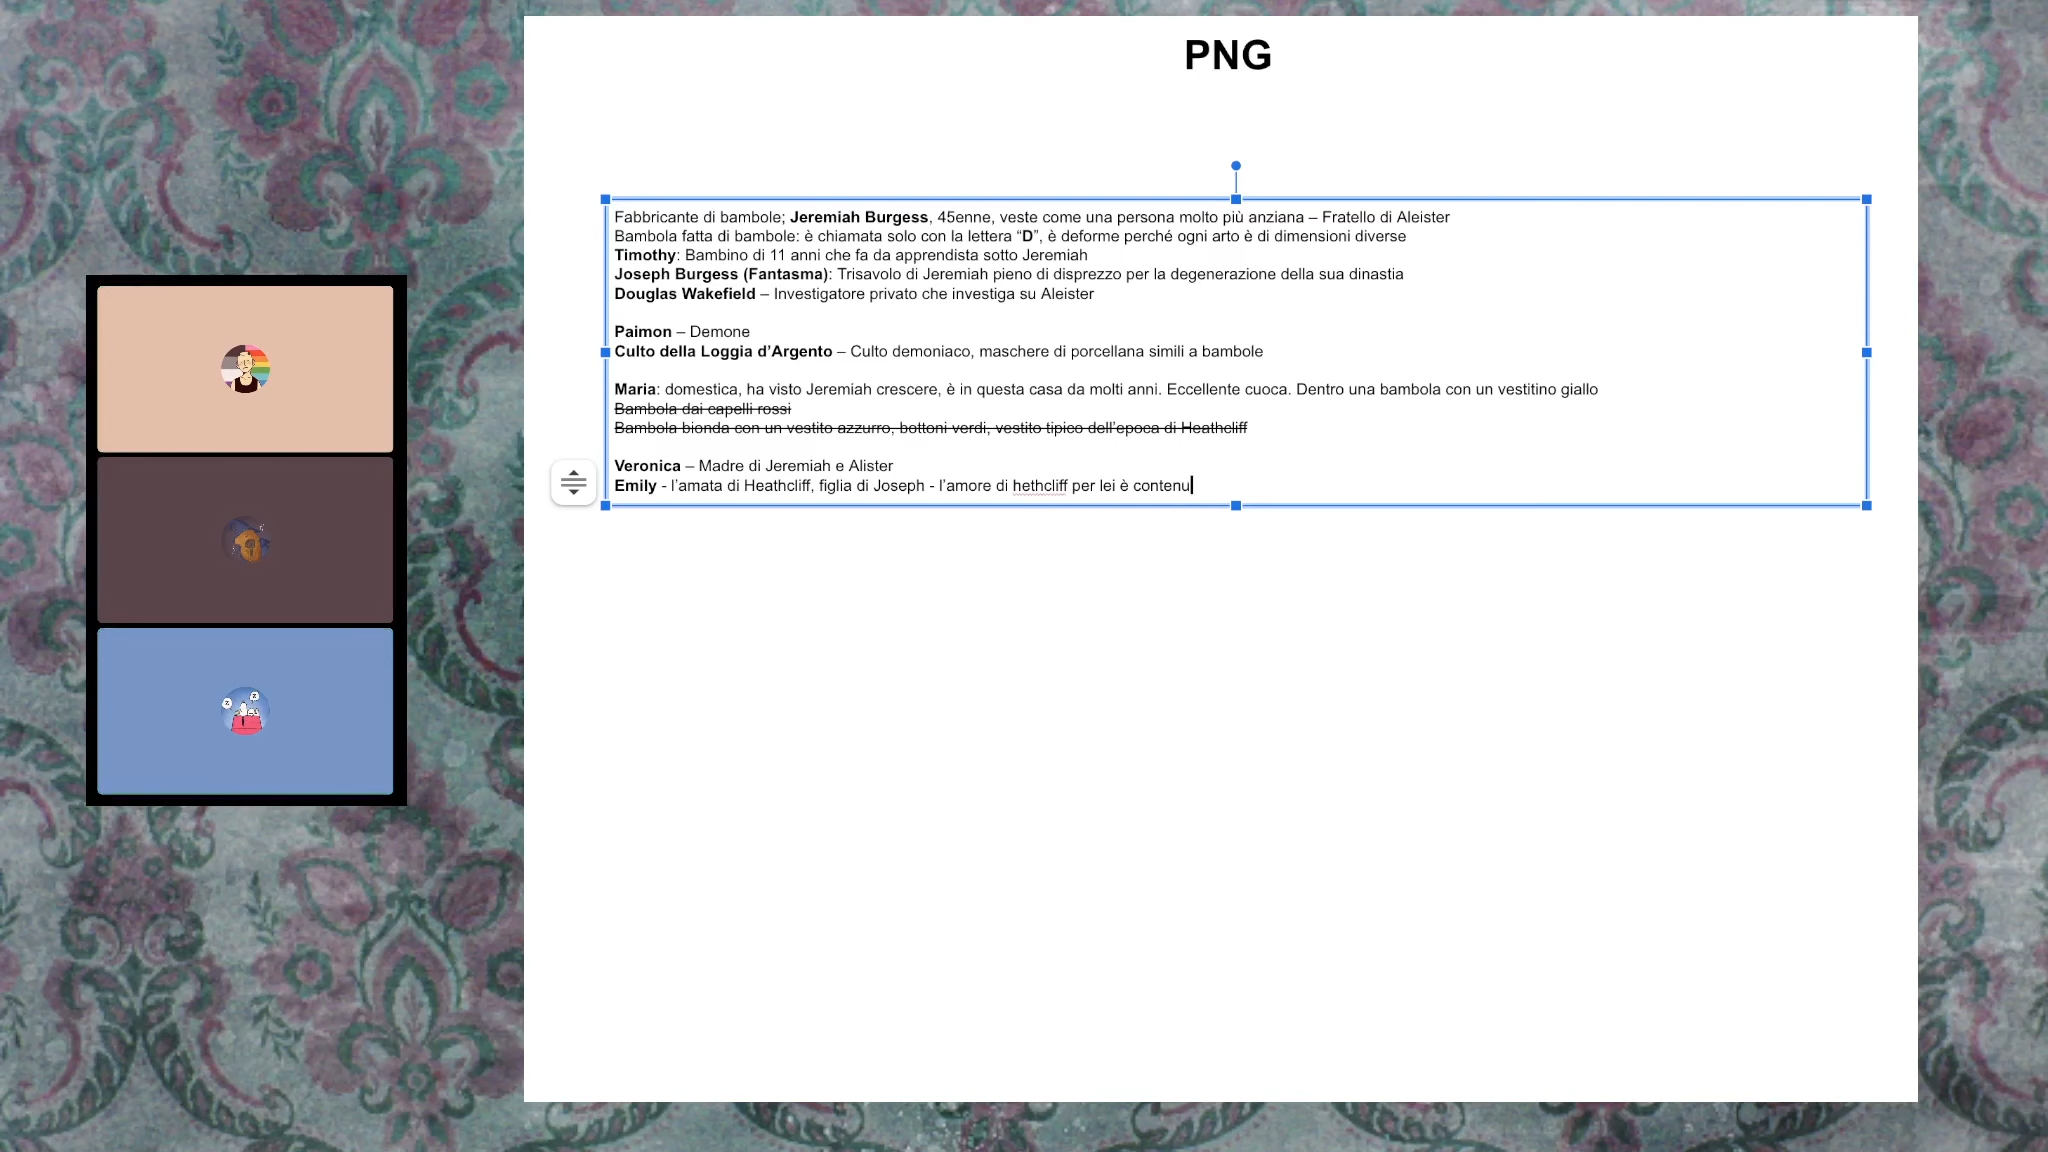 PNG
Fabbricante di bambole; Jeremiah Burgess, 45enne, veste come una persona molto più anziana – Fratello di Aleister
Bambola fatta di bambole: è chiamata solo con la lettera “D”, è deforme perché ogni arto è di dimensioni diverse
Timothy: Bambino di 11 anni che fa da apprendista sotto Jeremiah
Joseph Burgess (Fantasma): Trisavolo di Jeremiah pieno di disprezzo per la degenerazione della sua dinastia
Douglas Wakefield – Investigatore privato che investiga su Aleister
Paimon – Demone
Culto della Loggia d’Argento – Culto demoniaco, maschere di porcellana simili a bambole
Maria: domestica, ha visto Jeremiah crescere, è in questa casa da molti anni. Eccellente cuoca. Dentro una bambola con un vestitino giallo
Bambola dai capelli rossi
Bambola bionda con un vestito azzurro, bottoni verdi, vestito tipico dell’epoca di Heathcliff
Veronica – Madre di Jeremiah e Alister
Emily - l’amata di Heathcliff, figlia di Joseph - l’amore di hethcliff per lei è contenu
z
z